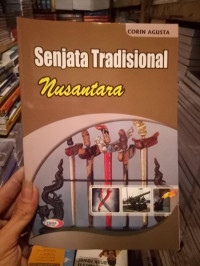 CORIN AGUSTA
Senjata Tradisional
Nusantara